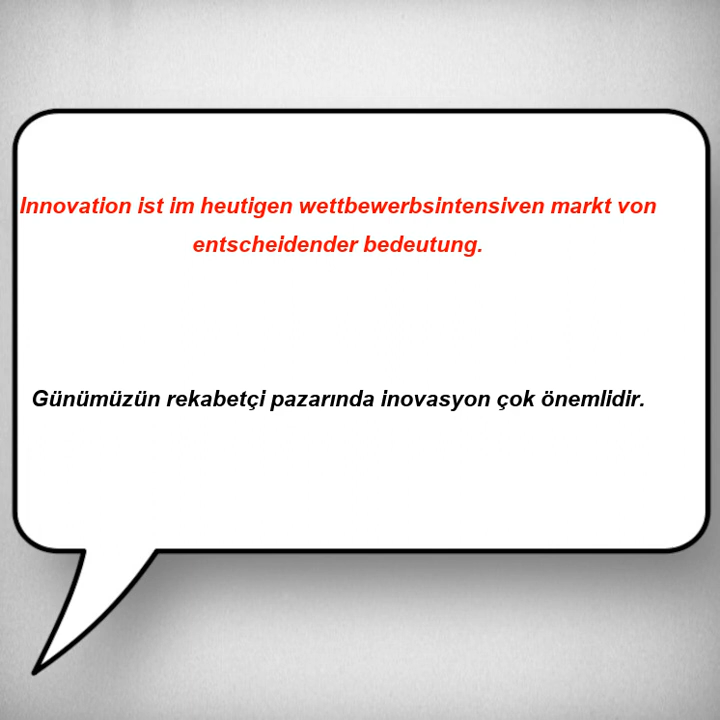 Innovation ist im heutigen wettbewerbsintensiven markt von
entscheidender bedeutung.
Günümüzün rekabetçi pazarında inovasyon çok önemlidir.